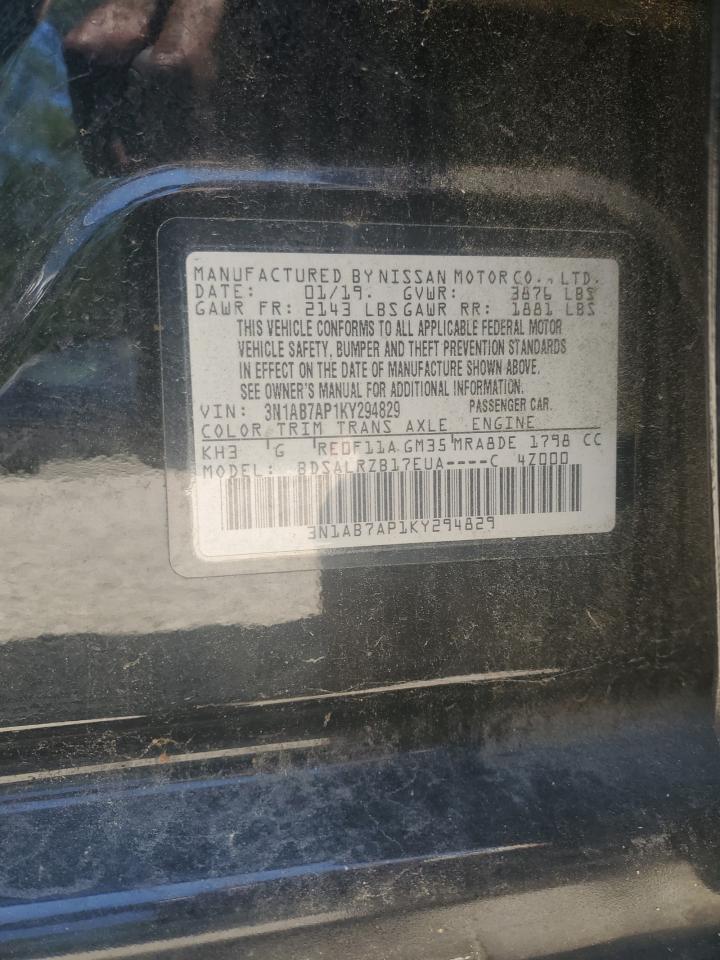 MANUFACTURED BY NISSAN MOTOR CO., LTD.
DATE: 01/19. GVWR: 3876 LBS
GAWR FR: 2143 LBS GAWR RR: 1881 LBS
THIS VEHICLE CONFORMS TO ALL APPLICABLE FEDERAL MOTOR
VEHICLE SAFETY, BUMPER AND THEFT PREVENTION STANDARDS
IN EFFECT ON THE DATE OF MANUFACTURE SHOWN ABOVE.
SEE OWNER'S MANUAL FOR ADDITIONAL INFORMATION.
VIN: 3N1AB7AP1KY294829 PASSENGER CAR.
COLOR TRIM TRANS AXLE ENGINE
KH3 G RE0F11A GM35 MRA8DE 1798 CC
MODEL: BDSALRZB17EUA----C 4Z000
3N1AB7AP1KY294829